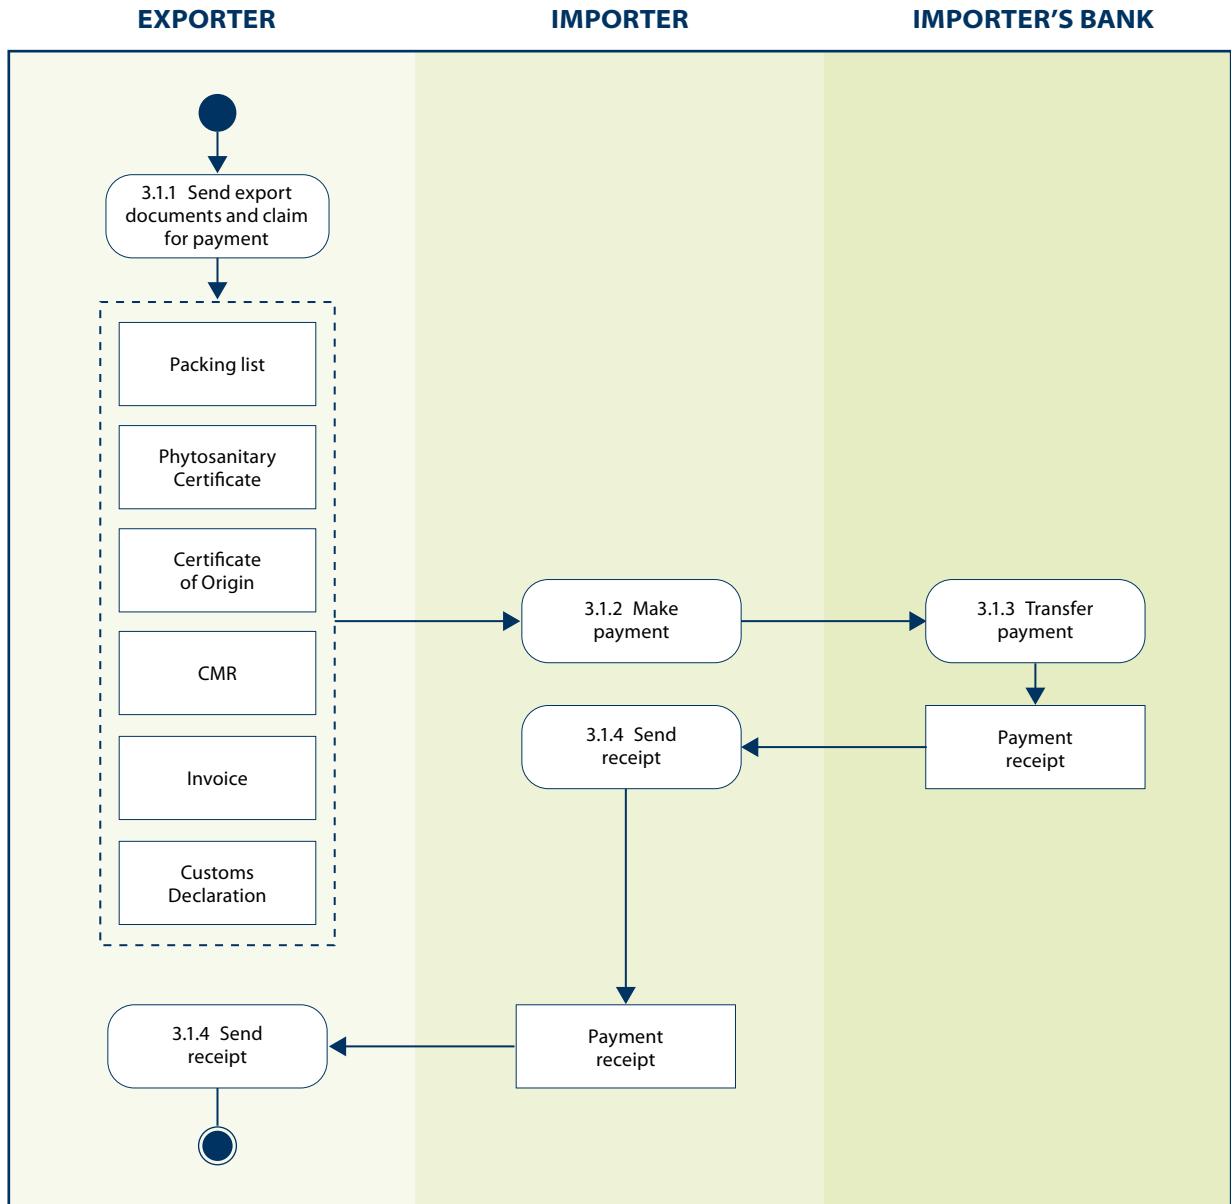 EXPORTER
IMPORTER
IMPORTER’S BANK
3.1.1 Send export
documents and claim
for payment
Packing list
Phytosanitary
Certificate
Certificate
of Origin
CMR
Invoice
Customs
Declaration
3.1.2 Make
payment
3.1.3 Transfer
payment
3.1.4 Send
receipt
Payment
receipt
3.1.4 Send
receipt
Payment
receipt